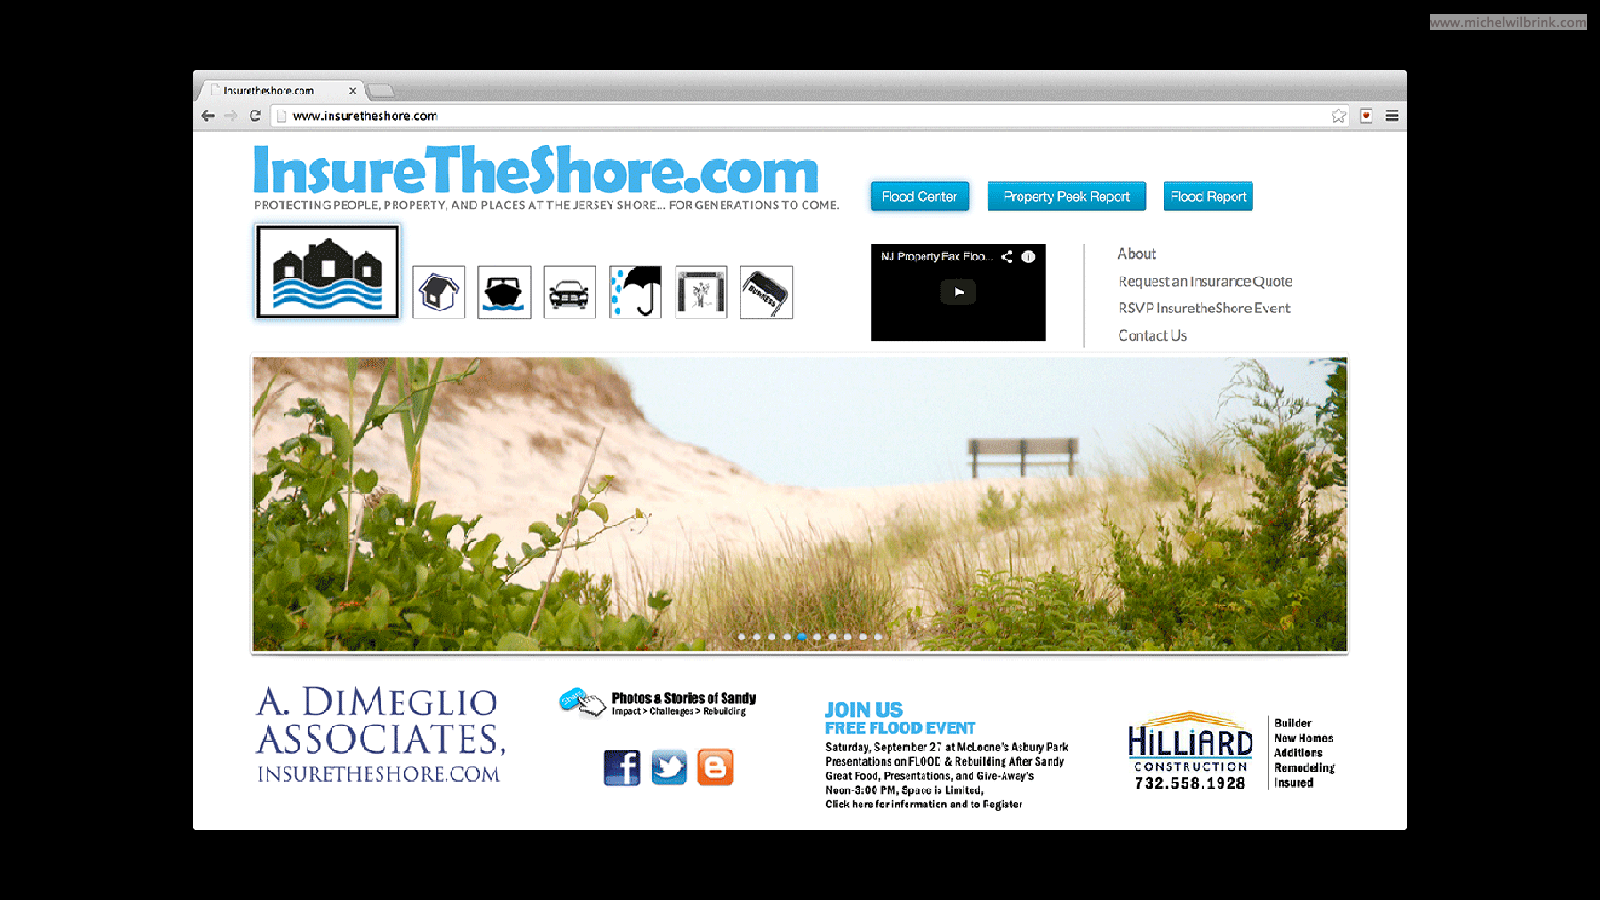 www.michelwilbrink.com
Insuretheshore.com
www.insuretheshore.com
InsureTheShore.com
PROTECTING PEOPLE, PROPERTY, AND PLACES AT THE JERSEY SHORE... FOR GENERATIONS TO COME.
Flood Center
Property Peek Report
Flood Report
BUSINESS
NJ Property Fax Floo...
About
Request an Insurance Quote
RSVP InsuretheShore Event
Contact Us
A. DIMEGLIO
ASSOCIATES,
INSURETHESHORE.COM
Share
Photos & Stories of Sandy
Impact > Challenges > Rebuilding
JOIN US
FREE FLOOD EVENT
Saturday, September 27 at McLoone's Asbury Park
Presentations on FLOOD & Rebuilding After Sandy
Great Food, Presentations, and Give-Away's
Noon-3:00 PM, Space is Limited,
Click here for information and to Register
HILLIARD
CONSTRUCTION
732.558.1928
Builder
New Homes
Additions
Remodeling
Insured